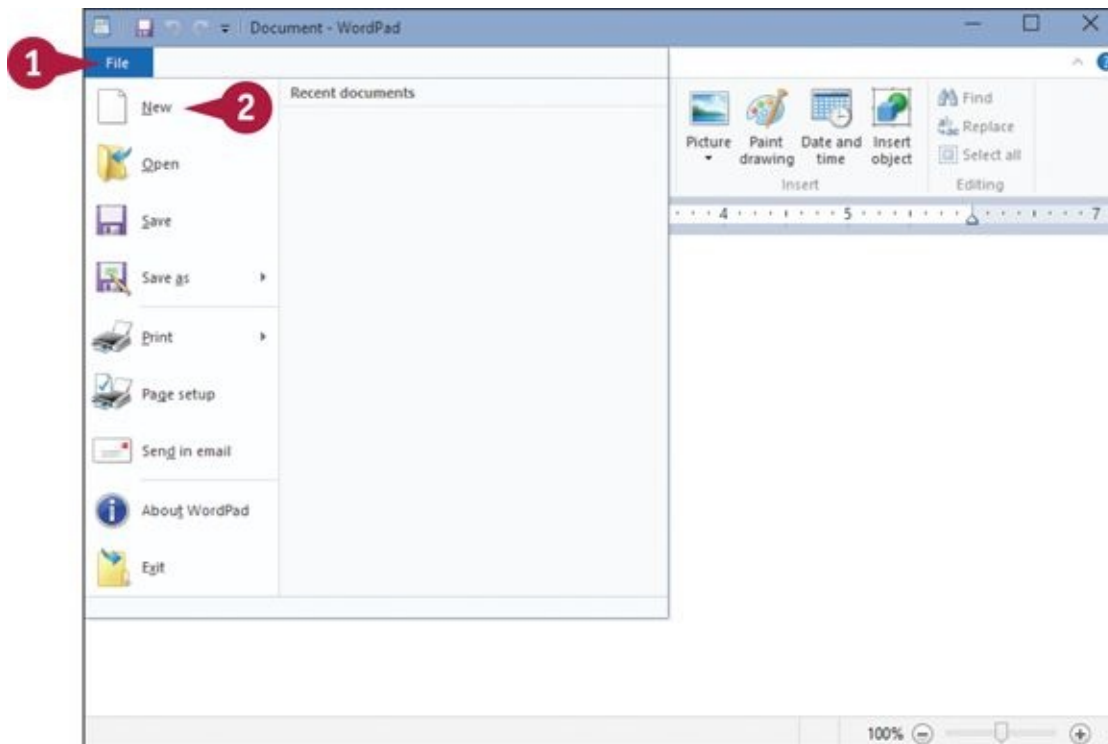 Document - WordPad
1
File
New
2
Recent documents
Open
Save
Save as
Print
Page setup
Send in email
About WordPad
Exit
Picture
Paint drawing
Date and time
Insert object
Insert
Find
Replace
Select all
Editing
4 5 7
100%